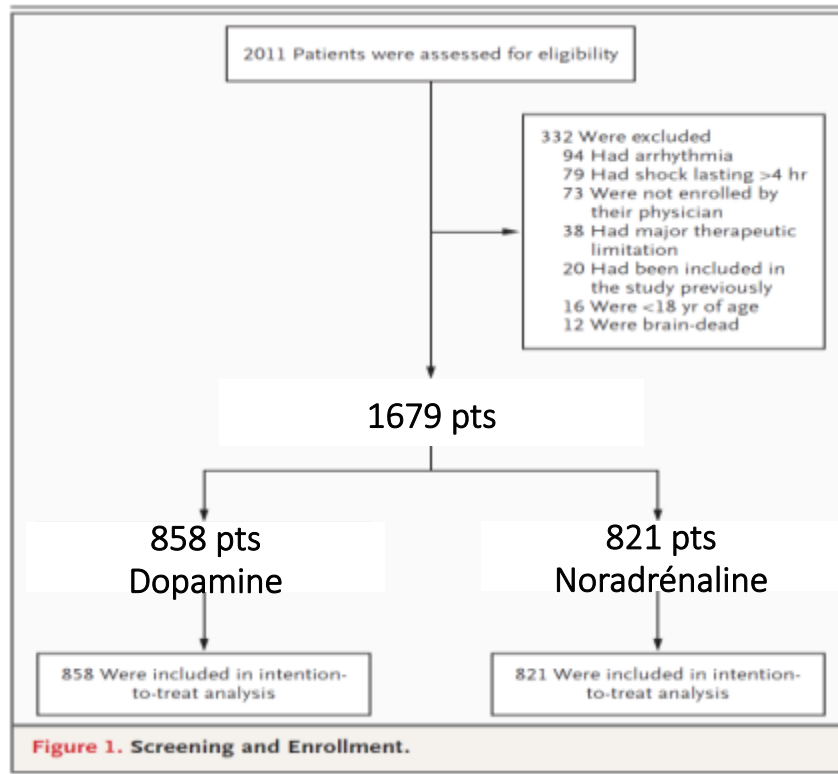 2011 Patients were assessed for eligibility
332 Were excluded
94 Had arrhythmia
79 Had shock lasting >4 hr
73 Were not enrolled by
their physician
38 Had major therapeutic
limitation
20 Had been included in
the study previously
16 Were <18 yr of age
12 Were brain-dead
1679 pts
858 pts
Dopamine
821 pts
Noradrénaline
858 Were included in intention-
to-treat analysis
821 Were included in intention-
to-treat analysis
Figure 1. Screening and Enrollment.